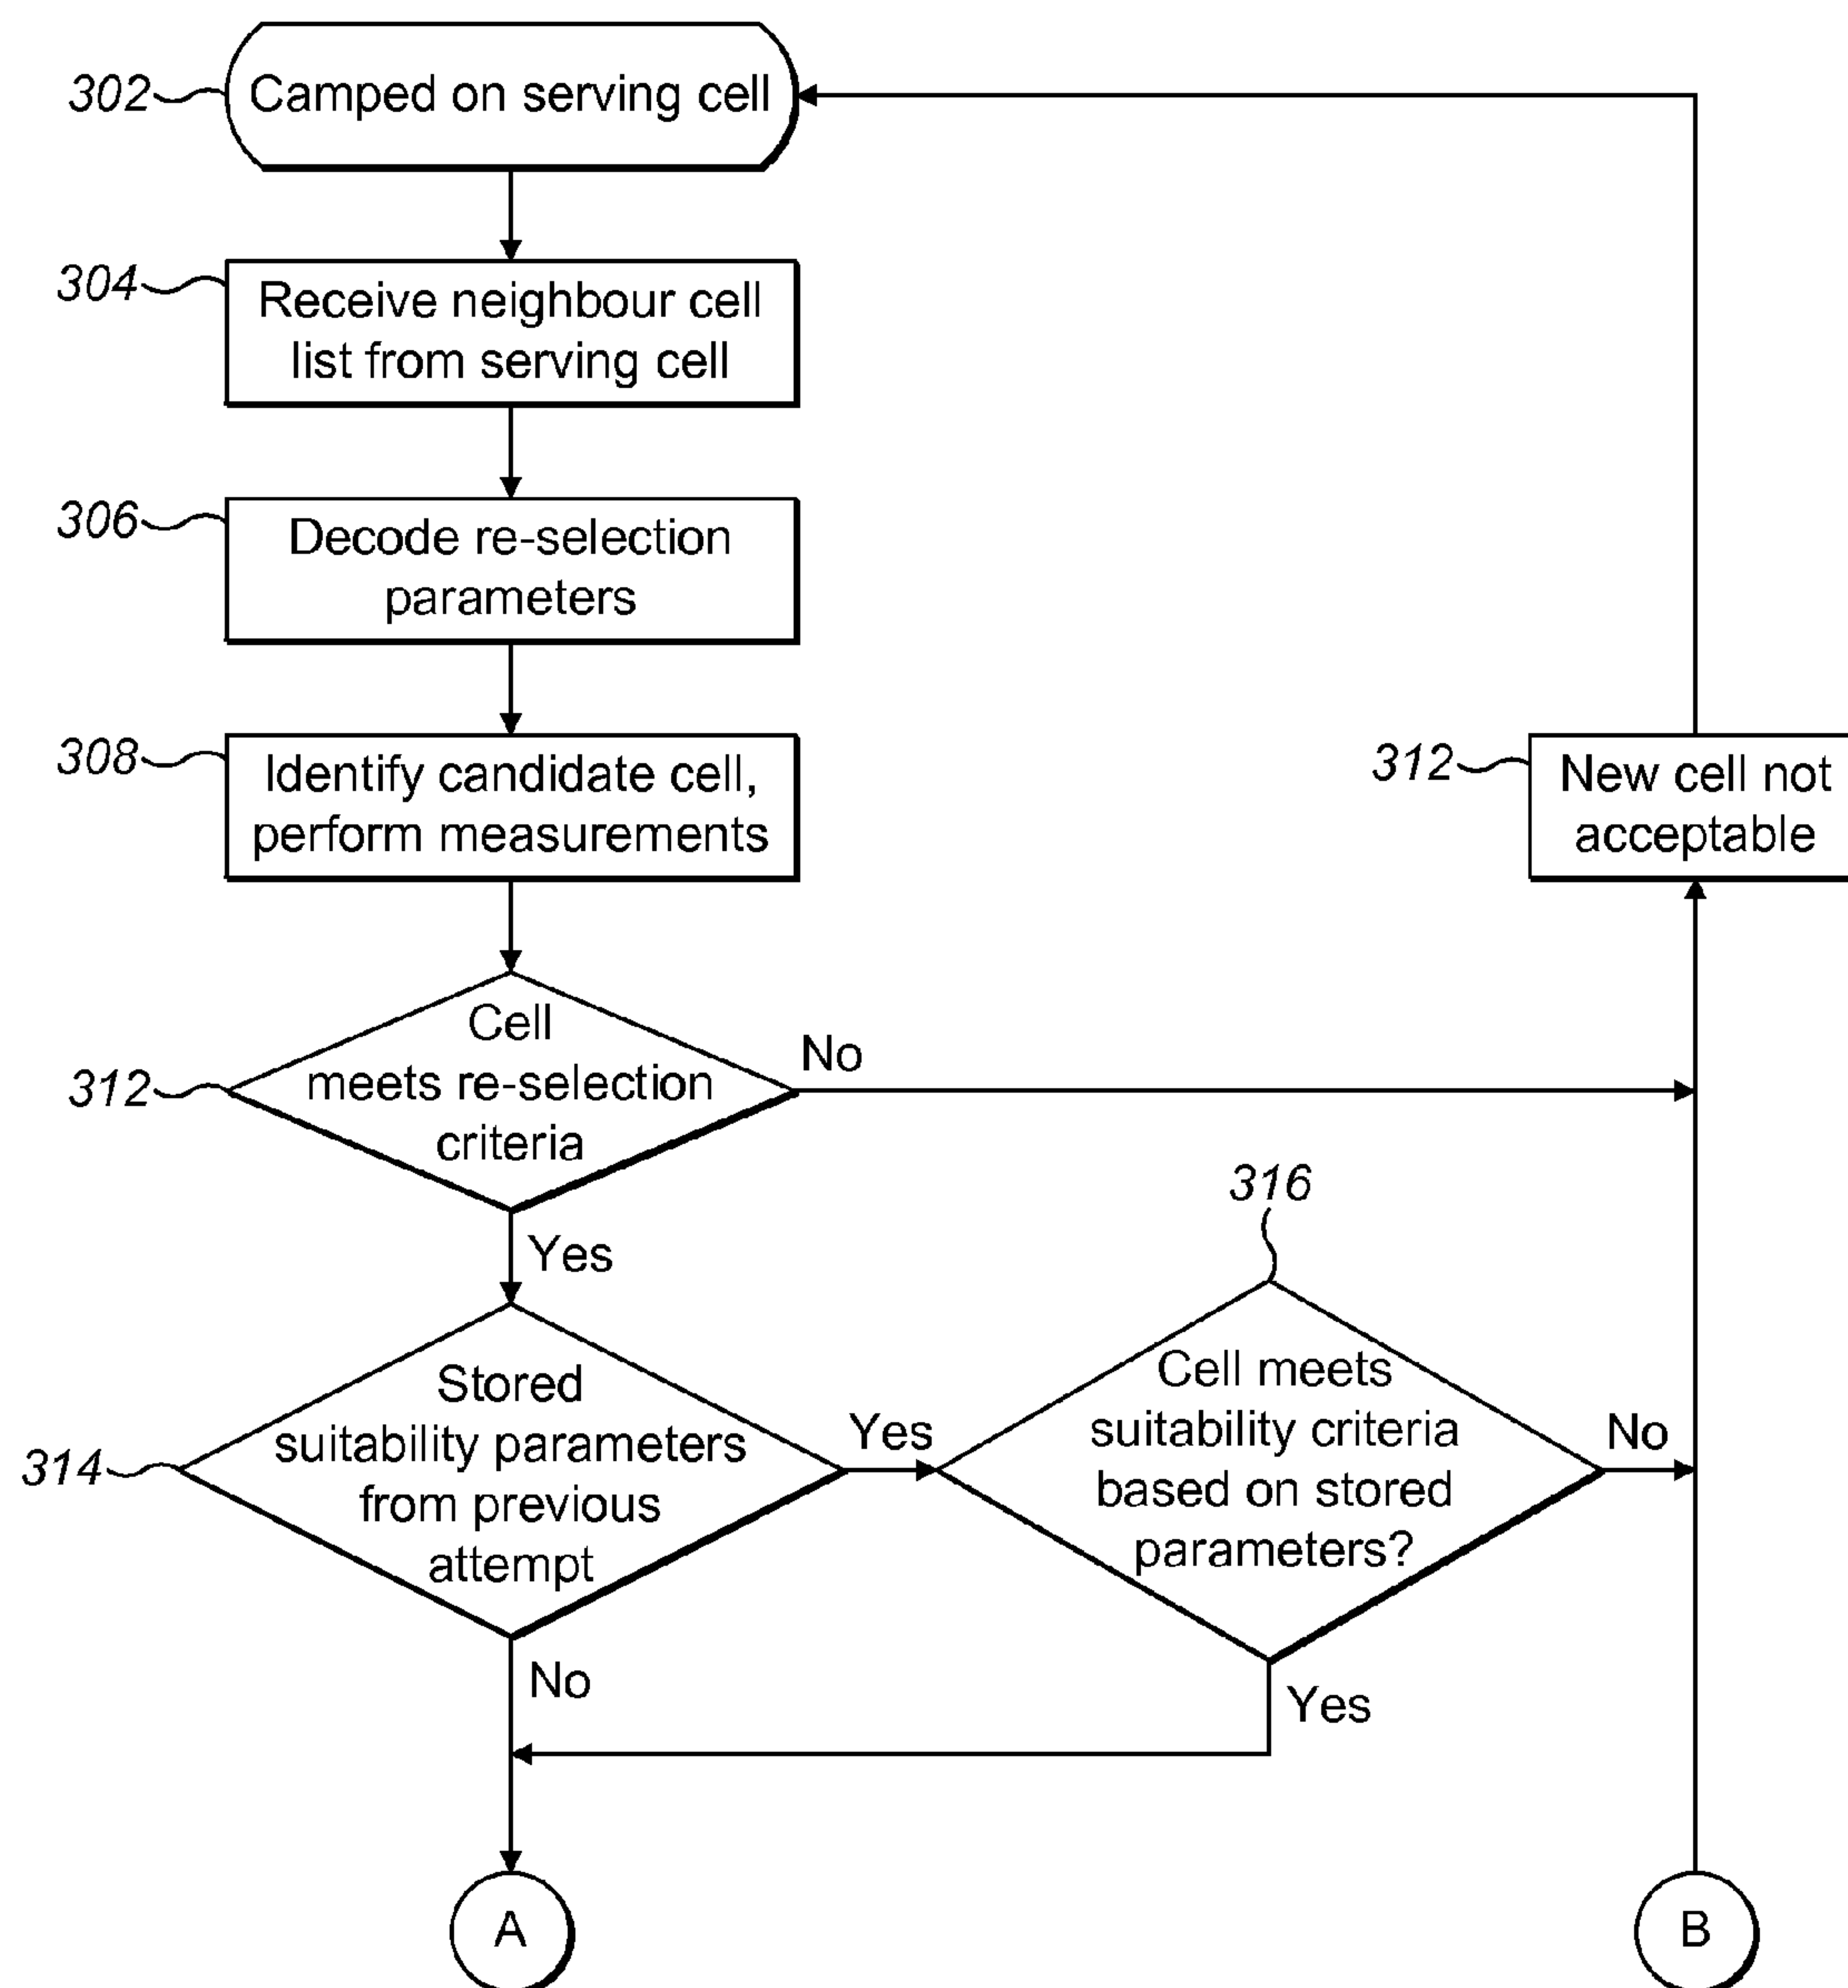 302
Camped on serving cell
304
Receive neighbour cell
list from serving cell
306
Decode re-selection
parameters
308
Identify candidate cell,
perform measurements
312
New cell not
acceptable
312
Cell
meets re-selection
criteria
No
Yes
316
314
Stored
suitability parameters
from previous
attempt
Yes
Cell meets
suitability criteria
based on stored
parameters?
No
No
Yes
A
B